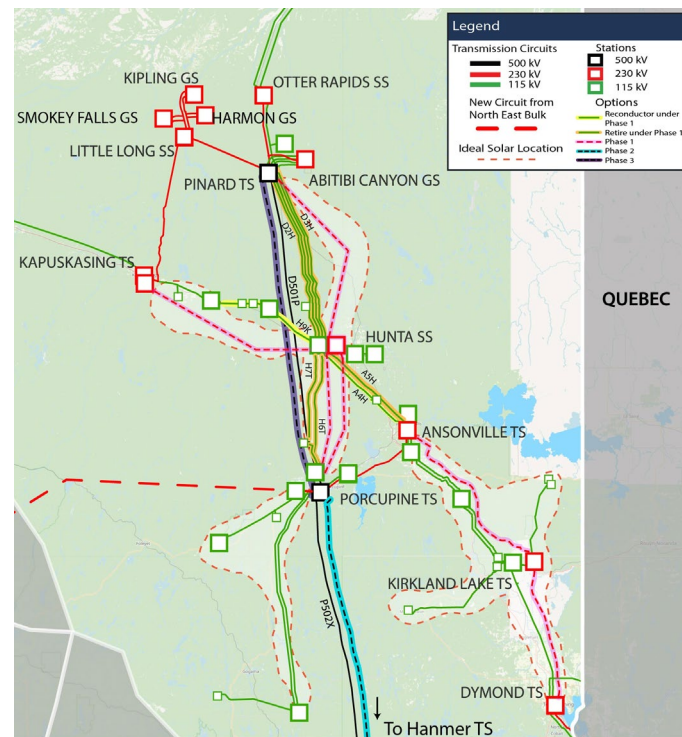 Legend
Transmission Circuits
500 kV
230 kV
115 kV
New Circuit from
North East Bulk
Ideal Solar Location
Stations
500 kV
230 kV
115 kV
Options
Reconductor under
Phase 1
Retire under Phase 1
Phase 1
Phase 2
Phase 3
KIPLING GS
OTTER RAPIDS SS
SMOKEY FALLS GS
HARMON GS
LITTLE LONG SS
PINARD TS
ABITIBI CANYON GS
D2H
D3H
D501P
KAPUSKASING TS
QUEBEC
H9K
HUNTA SS
H7T
A5H
A4H
H6T
ANSONVILLE TS
PORCUPINE TS
KIRKLAND LAKE TS
P502X
DYMOND TS
To Hanmer TS